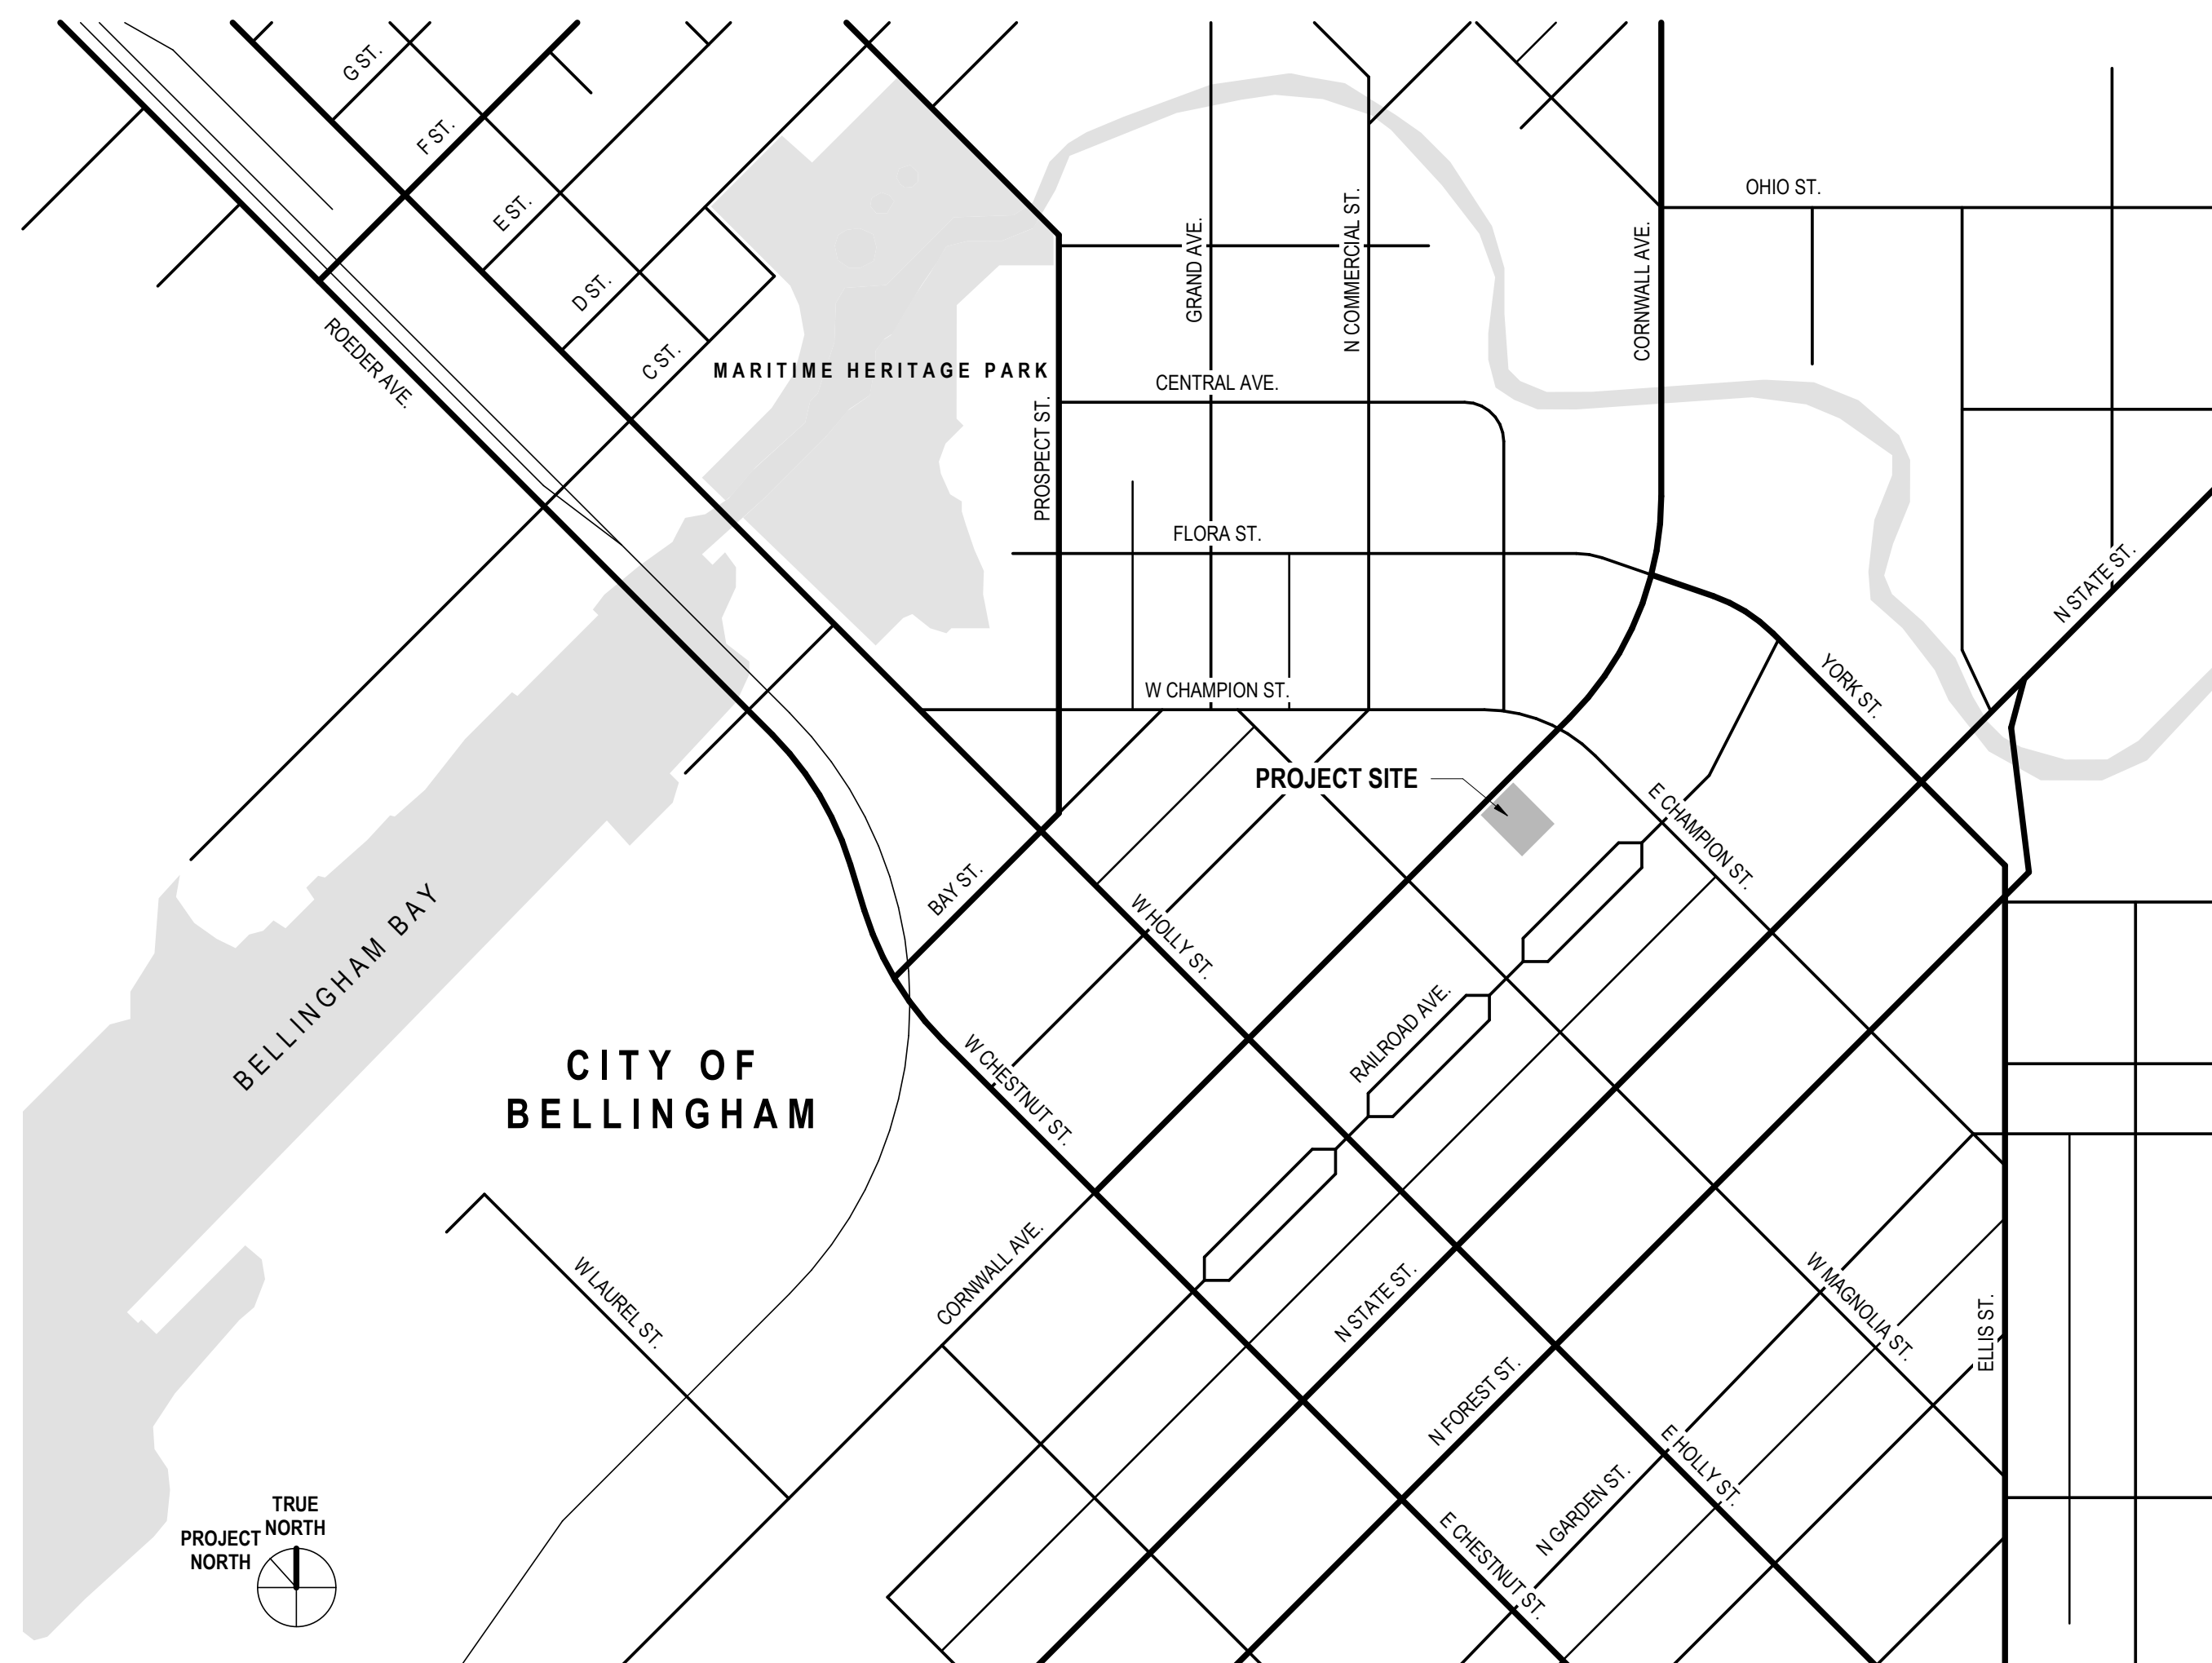 G ST.
F ST.
E ST.
D ST.
C ST.
ROEDER AVE.
MARITIME HERITAGE PARK
PROSPECT ST.
GRAND AVE.
N COMMERCIAL ST.
CORNWALL AVE.
OHIO ST.
CENTRAL AVE.
FLORA ST.
W CHAMPION ST.
N STATE ST.
YORK ST.
PROJECT SITE
E CHAMPION ST.
BAY ST.
W HOLLY ST.
RAILROAD AVE.
W CHESTNUT ST.
BELLINGHAM BAY
CITY OF
BELLINGHAM
W LAUREL ST.
CORNWALL AVE.
N STATE ST.
N FOREST ST.
W MAGNOLIA ST.
ELLIS ST.
E HOLLY ST.
N GARDEN ST.
E CHESTNUT ST.
TRUE
NORTH
PROJECT
NORTH